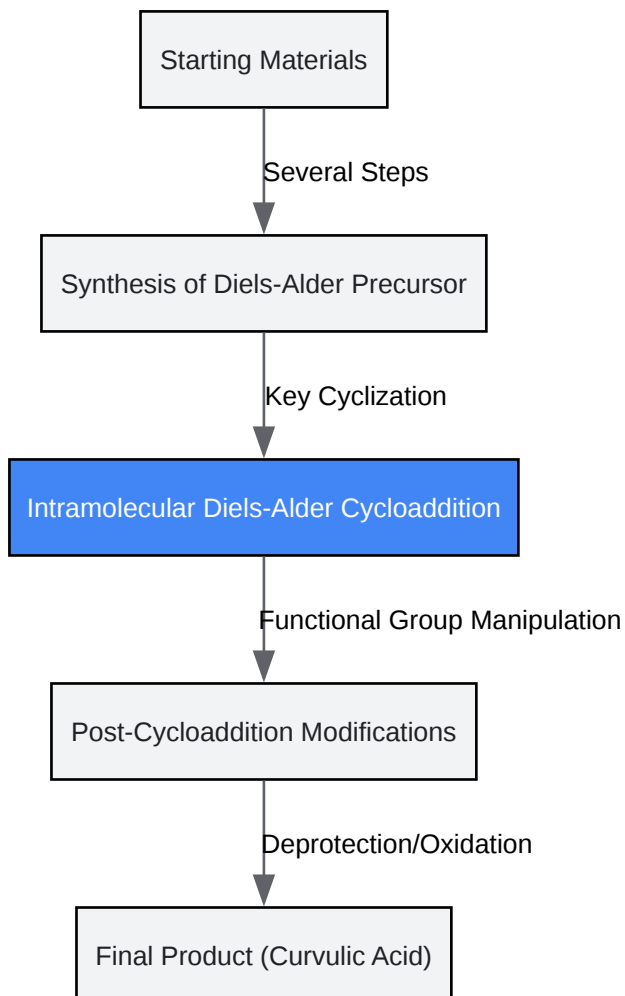 Starting Materials
Several Steps
Synthesis of Diels-Alder Precursor
Key Cyclization
Intramolecular Diels-Alder Cycloaddition
Functional Group Manipulation
Post-Cycloaddition Modifications
Deprotection/Oxidation
Final Product (Curvulic Acid)